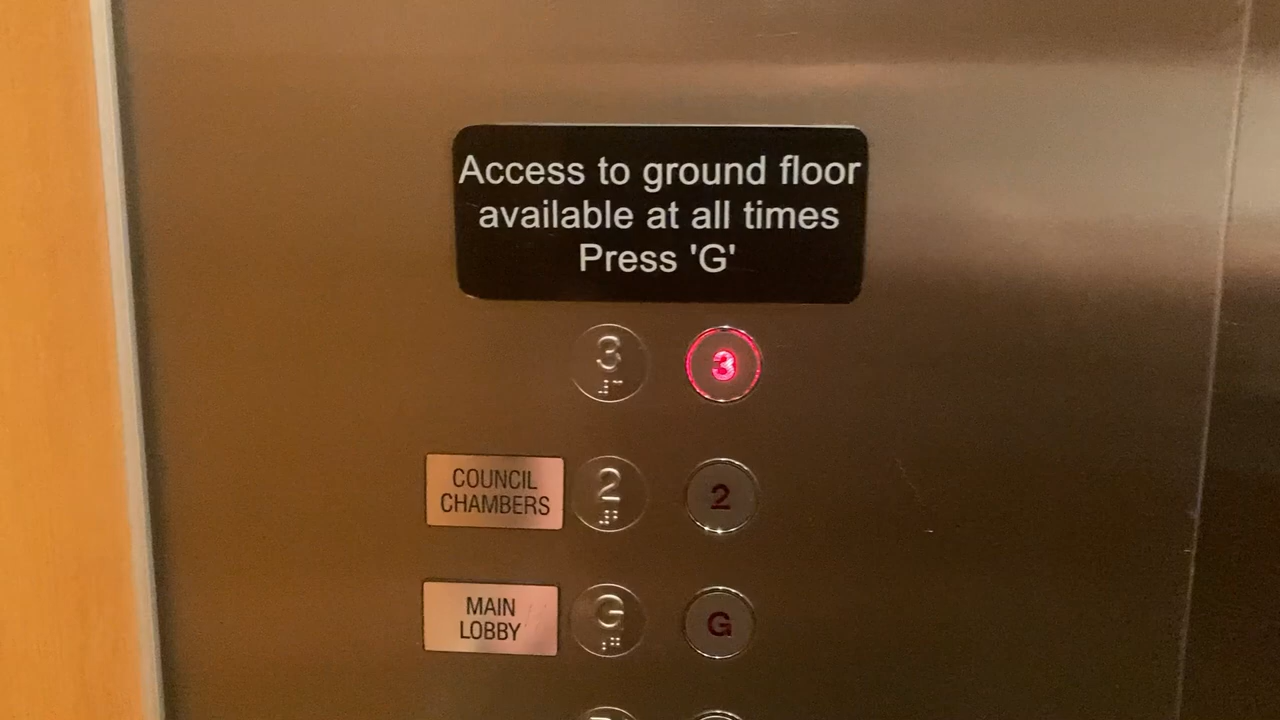 Access to ground floor
available at all times
Press 'G'
3 3
COUNCIL
CHAMBERS
2 2
MAIN
LOBBY
G G